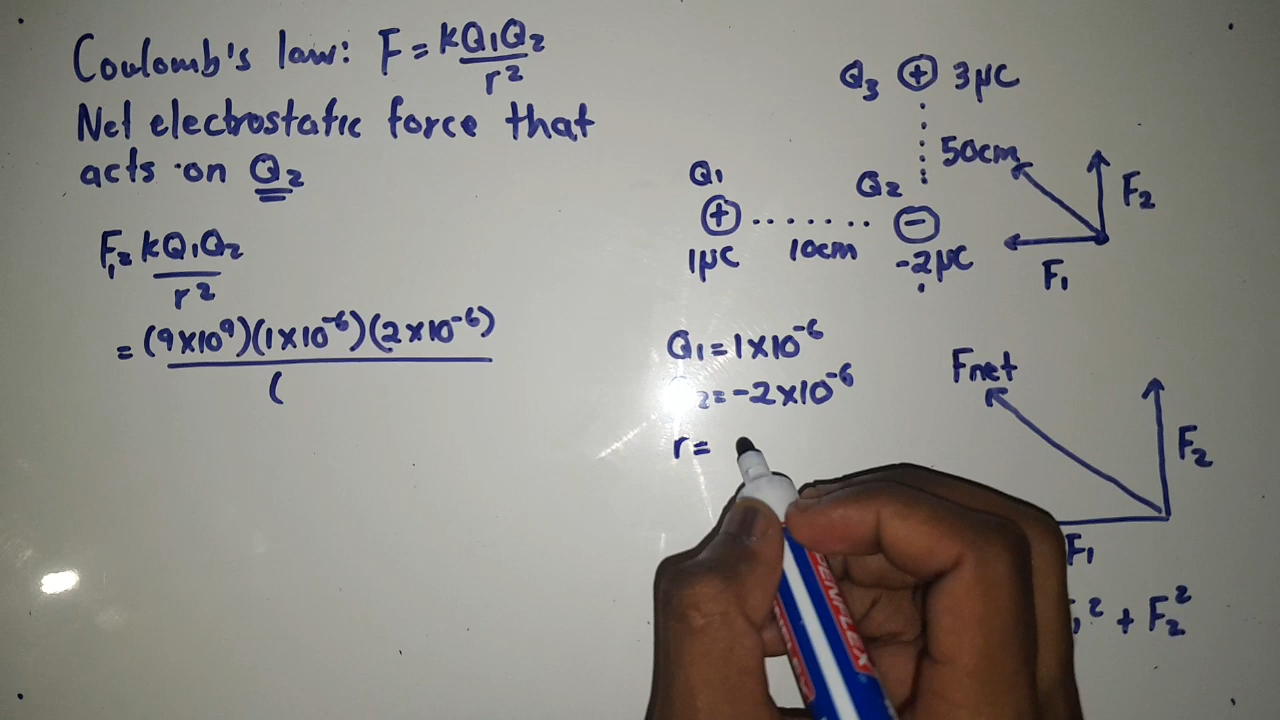 Coulomb's law: F = kQ₁Q₂
r²
Net electrostatic force that
acts on Q₂
F₁ = kQ₁Q₂
r²
= (9×10⁹)(1×10⁻⁶)(2×10⁻⁶)
(
Q₃ + 3μC
50cm
F₂
Q₁
Q₂
+
-
1μC
10cm
-2μC
F₁
Q₁ = 1×10⁻⁶
₂ = -2×10⁻⁶
r =
Fnet
F₂
F₁
₁² + F₂²
PENFLEX